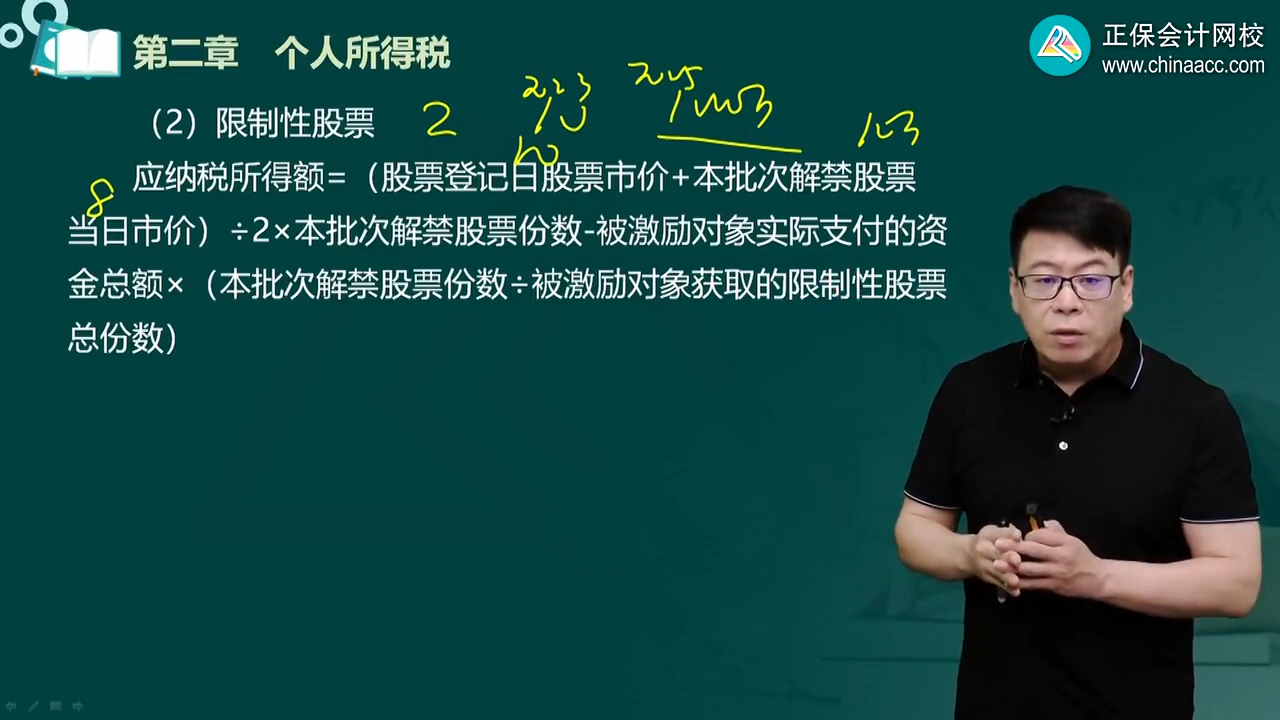 第二章 个人所得税
正保会计网校
www.chinaacc.com
（2）限制性股票 2
应纳税所得额=（股票登记日股票市价+本批次解禁股票
8
当日市价）÷2×本批次解禁股票份数-被激励对象实际支付的资
金总额×（本批次解禁股票份数÷被激励对象获取的限制性股票
总份数）